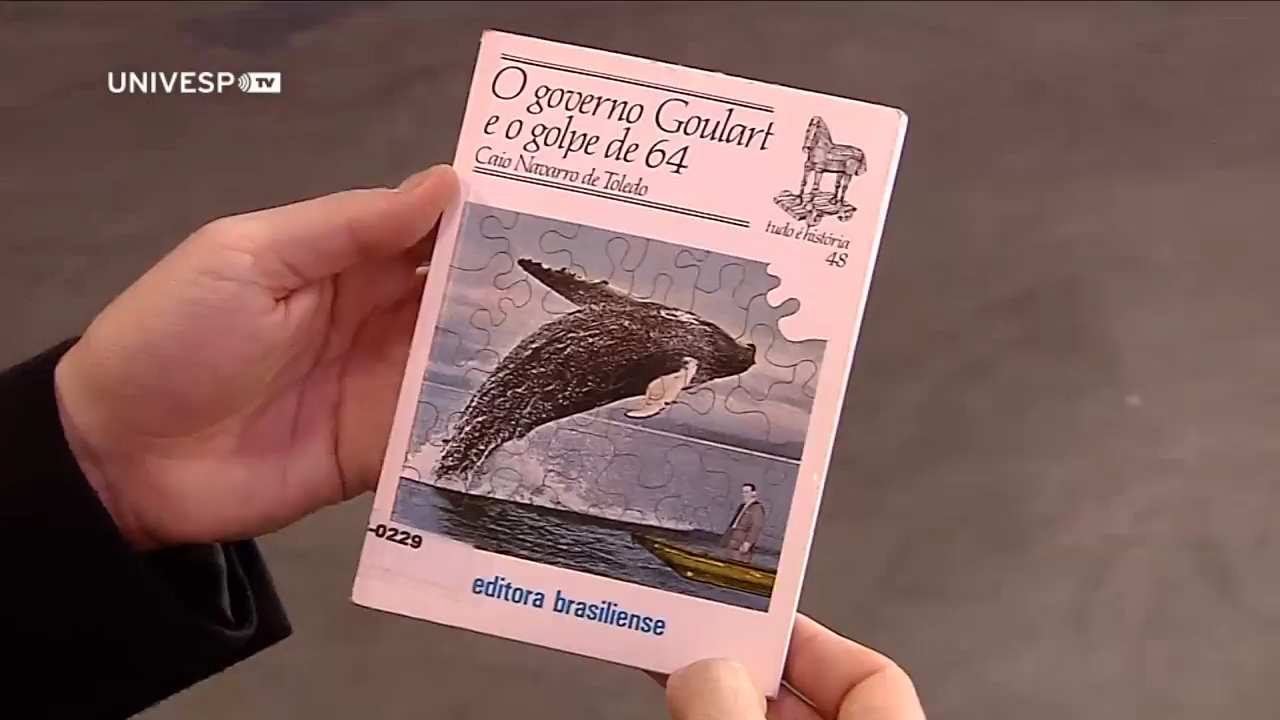 UNIVESP TV
O governo Goulart
e o golpe de 64
Caio Navarro de Toledo
tudo é história
48
-0229
editora brasiliense